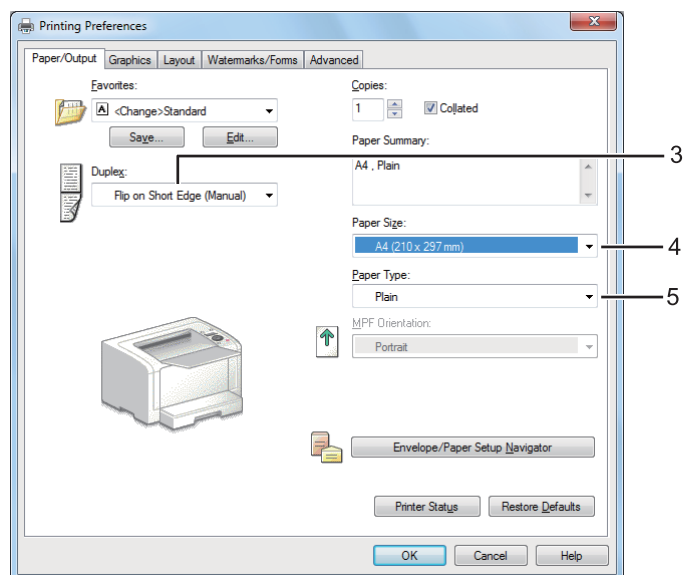 Printing Preferences
Paper/Output Graphics Layout Watermarks/Forms Advanced
Favorites:
A <Change>Standard
Save... Edit...
Duplex:
Flip on Short Edge (Manual)
Copies:
1 Collated
Paper Summary:
A4 , Plain
3
Paper Size:
A4 (210 x 297 mm)
4
Paper Type:
Plain
5
MPF Orientation:
Portrait
Envelope/Paper Setup Navigator
Printer Status Restore Defaults
OK Cancel Help